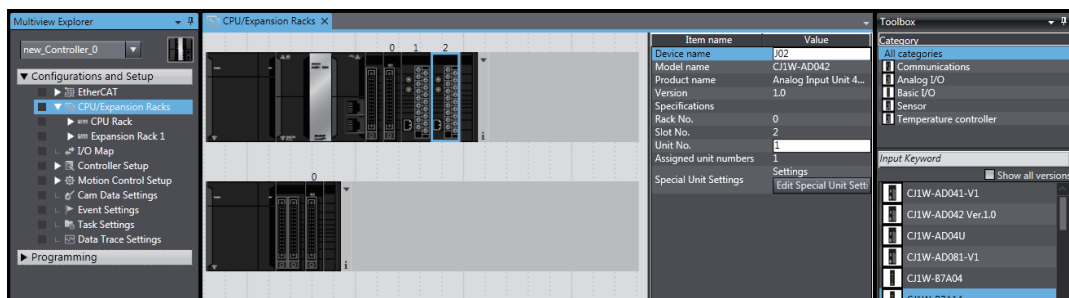 Multiview Explorer
new_Controller_0
Configurations and Setup
EtherCAT
CPU/Expansion Racks
CPU Rack
Expansion Rack 1
I/O Map
Controller Setup
Motion Control Setup
Cam Data Settings
Event Settings
Task Settings
Data Trace Settings
Programming
CPU/Expansion Racks
0 1 2
0
Item name Value
Device name J02
Model name CJ1W-AD042
Product name Analog Input Unit 4...
Version 1.0
Specifications
Rack No. 0
Slot No. 2
Unit No. 1
Assigned unit numbers 1
Special Unit Settings Settings
Edit Special Unit Setti
Toolbox
Category
All categories
Communications
Analog I/O
Basic I/O
Sensor
Temperature controller
Input Keyword
Show all versions
CJ1W-AD041-V1
CJ1W-AD042 Ver.1.0
CJ1W-AD04U
CJ1W-AD081-V1
CJ1W-B7A04